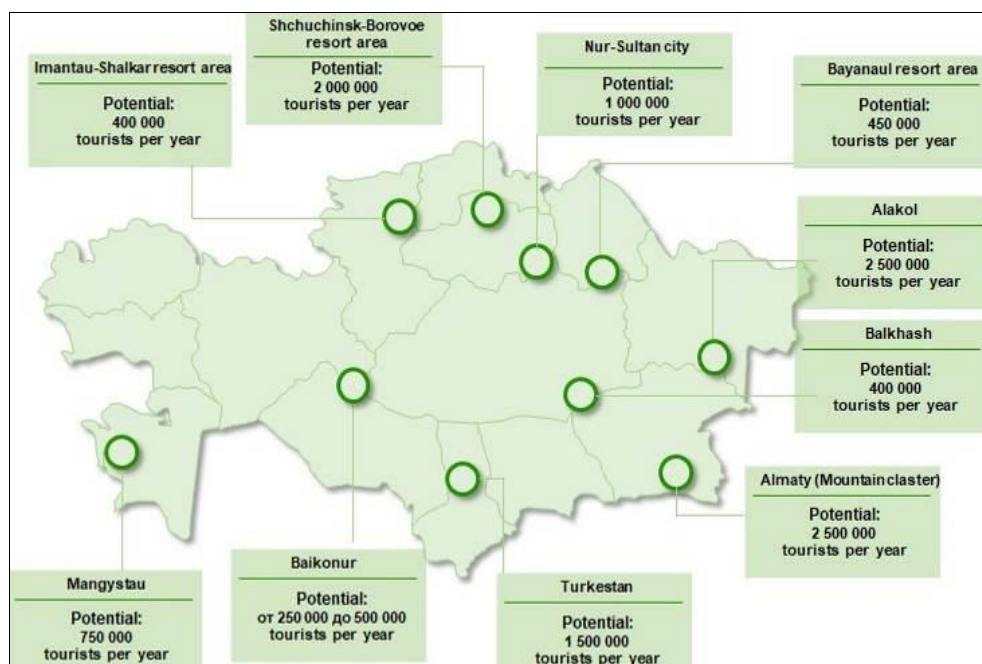 Shchuchinsk-Borovoe
resort area
Potential:
2 000 000
tourists per year
Imantau-Shalkar resort area
Potential:
400 000
tourists per year
Nur-Sultan city
Potential:
1 000 000
tourists per year
Bayanaul resort area
Potential:
450 000
tourists per year
Alakol
Potential:
2 500 000
tourists per year
Balkhash
Potential:
400 000
tourists per year
Almaty (Mountain claster)
Potential:
2 500 000
tourists per year
Mangystau
Potential:
750 000
tourists per year
Baikonur
Potential:
от 250 000 до 500 000
tourists per year
Turkestan
Potential:
1 500 000
tourists per year